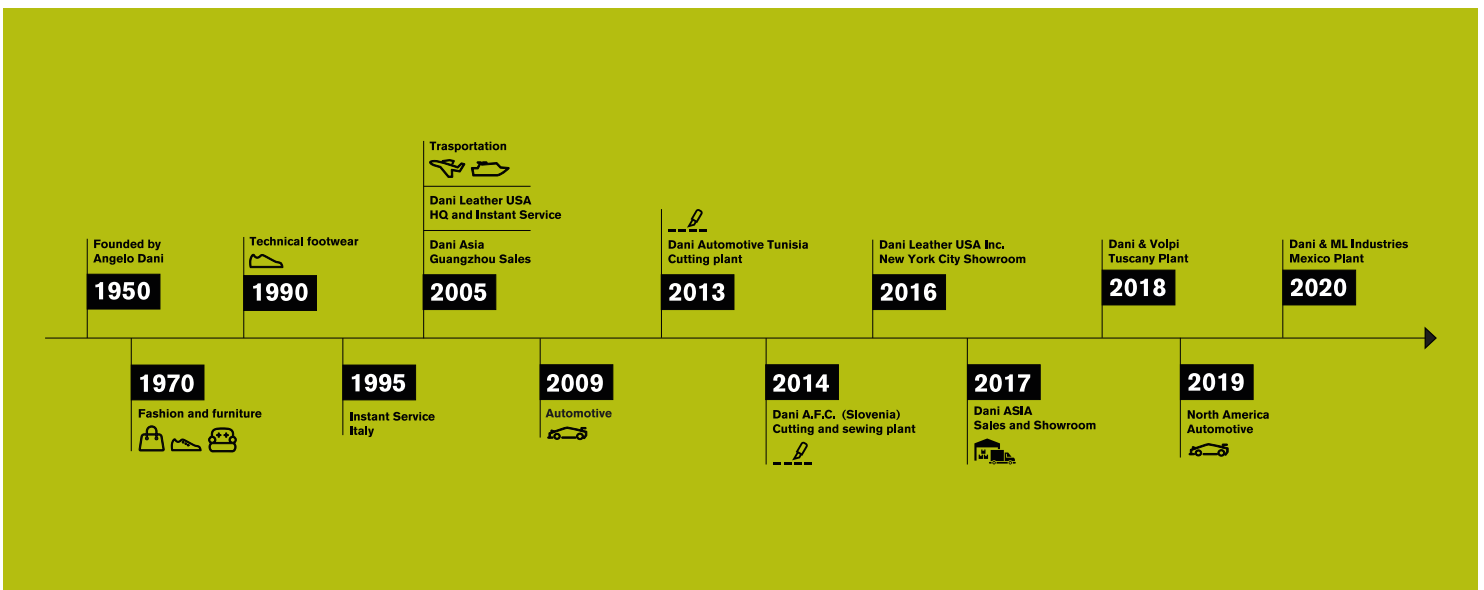 Founded by
Angelo Dani
1950
1970
Fashion and furniture
Technical footwear
1990
1995
Instant Service
Italy
Trasportation
Dani Leather USA
HQ and Instant Service
Dani Asia
Guangzhou Sales
2005
2009
Automotive
Dani Automotive Tunisia
Cutting plant
2013
2014
Dani A.F.C. (Slovenia)
Cutting and sewing plant
Dani Leather USA Inc.
New York City Showroom
2016
2017
Dani ASIA
Sales and Showroom
Dani & Volpi
Tuscany Plant
2018
2019
North America
Automotive
Dani & ML Industries
Mexico Plant
2020